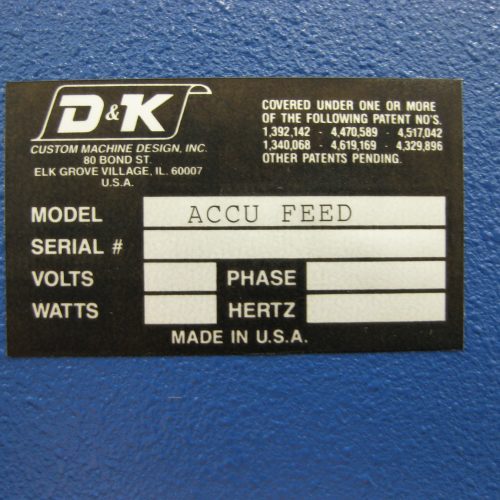 D&K
CUSTOM MACHINE DESIGN, INC.
80 BOND ST.
ELK GROVE VILLAGE, IL. 60007
U.S.A.
COVERED UNDER ONE OR MORE
OF THE FOLLOWING PATENT NO'S.
1,392,142 - 4,470,589 - 4,517,042
1,340,068 - 4,619,169 - 4,329,896
OTHER PATENTS PENDING.
MODEL ACCU FEED
SERIAL #
VOLTS PHASE
WATTS HERTZ
MADE IN U.S.A.